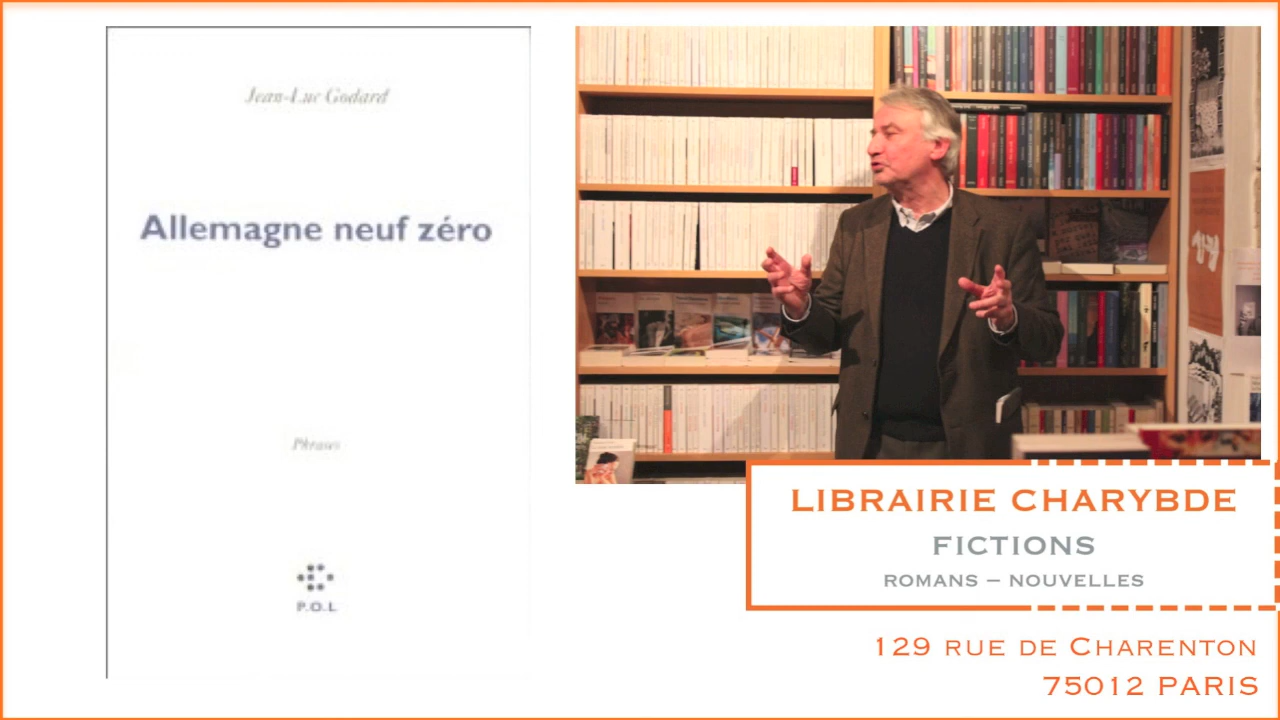 Jean-Luc Godard
Allemagne neuf zéro
Phrases
P.O.L
LIBRAIRIE CHARYBDE
FICTIONS
ROMANS – NOUVELLES
129 RUE DE CHARENTON
75012 PARIS